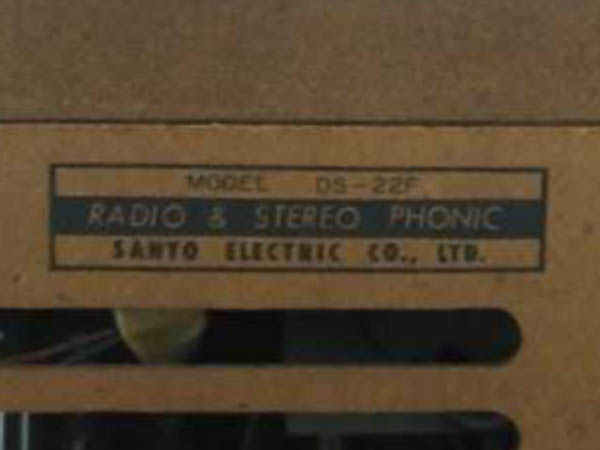 MODEL DS-22F
RADIO & STEREO PHONIC
SANYO ELECTRIC CO., LTD.